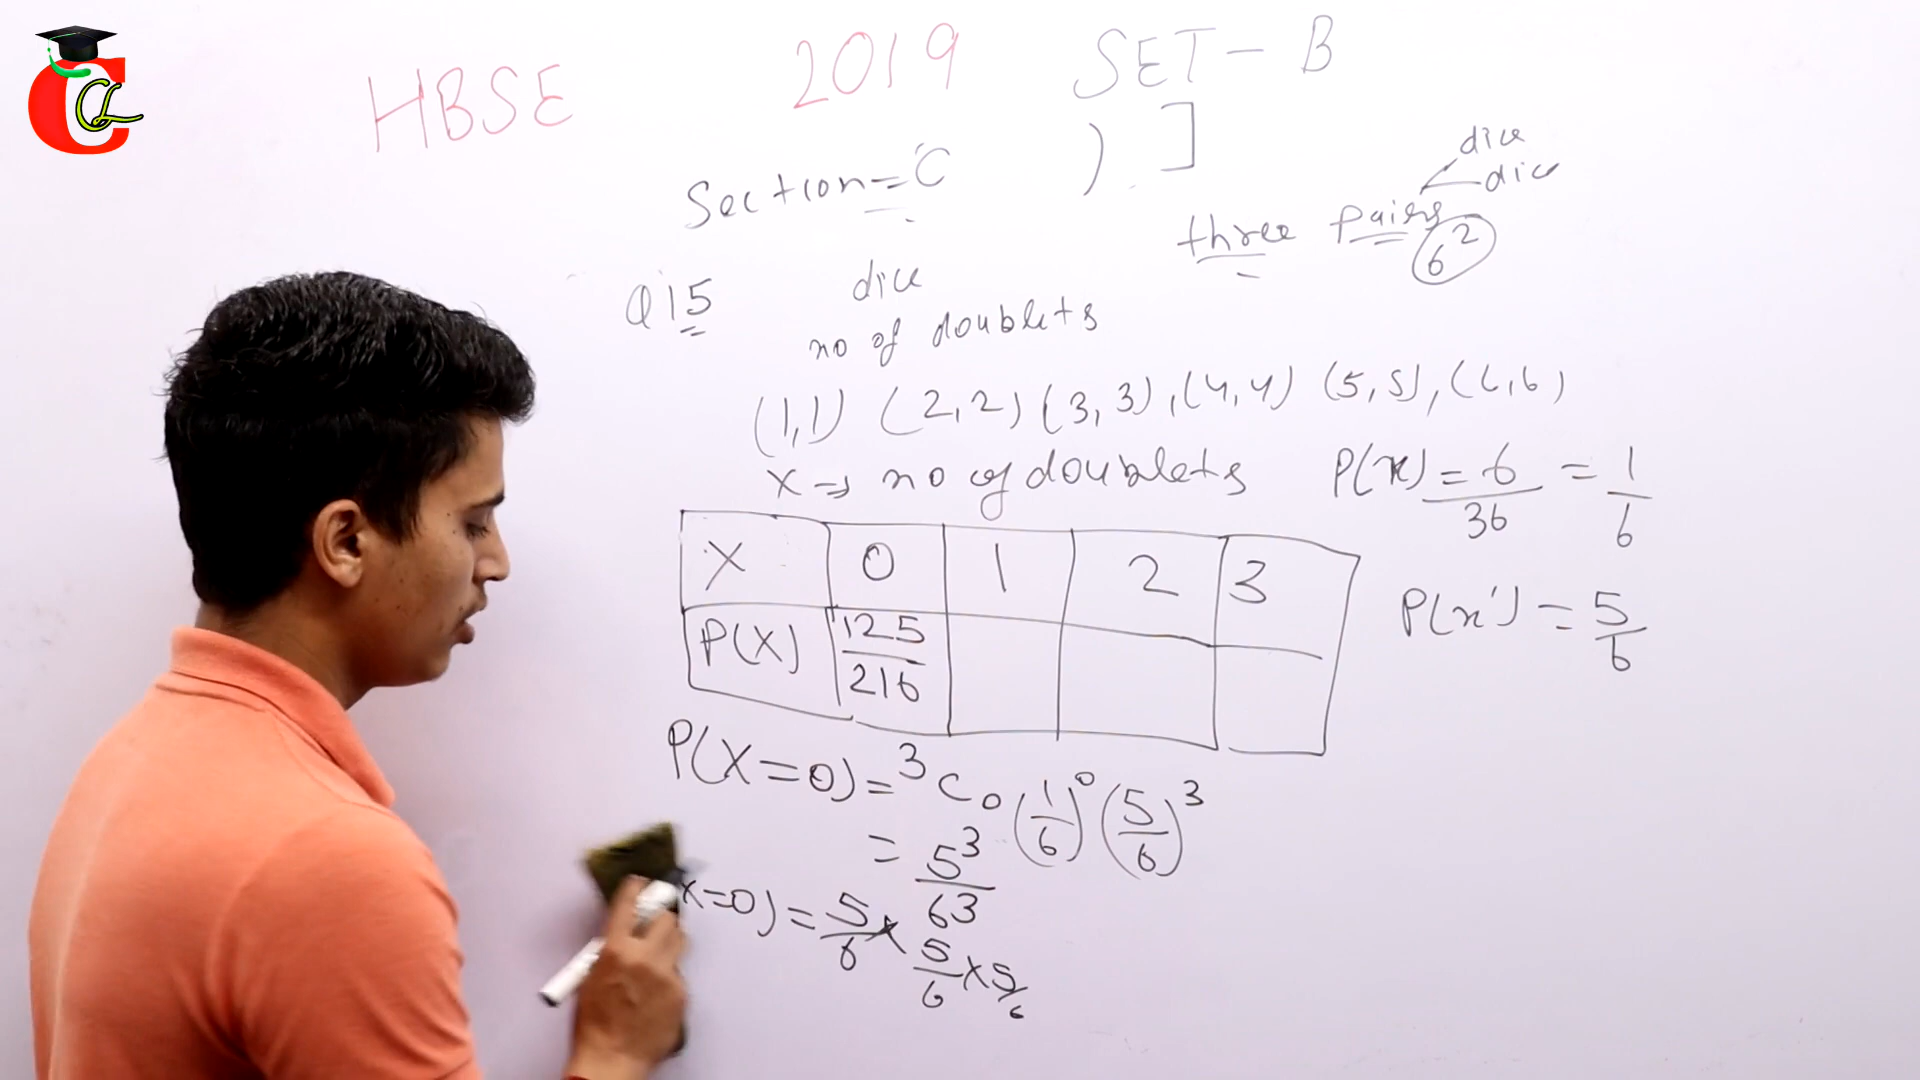 CL
HBSE 2019 SET-B
Section=C ) ]
dice
dice
three pairs
6²
Q15 dice
no of doublets
(1,1) (2,2) (3,3), (4,4) (5,5), (6,6)
X → no of doublets P(x) = 6/36 = 1/6
X 0 1 2 3
P(x') = 5/6
P(X) 125/216
P(X=0) = ³C₀ (1/6)⁰ (5/6)³
= 5³/63
x=0) = 5/6 × 5/6 × 5/6